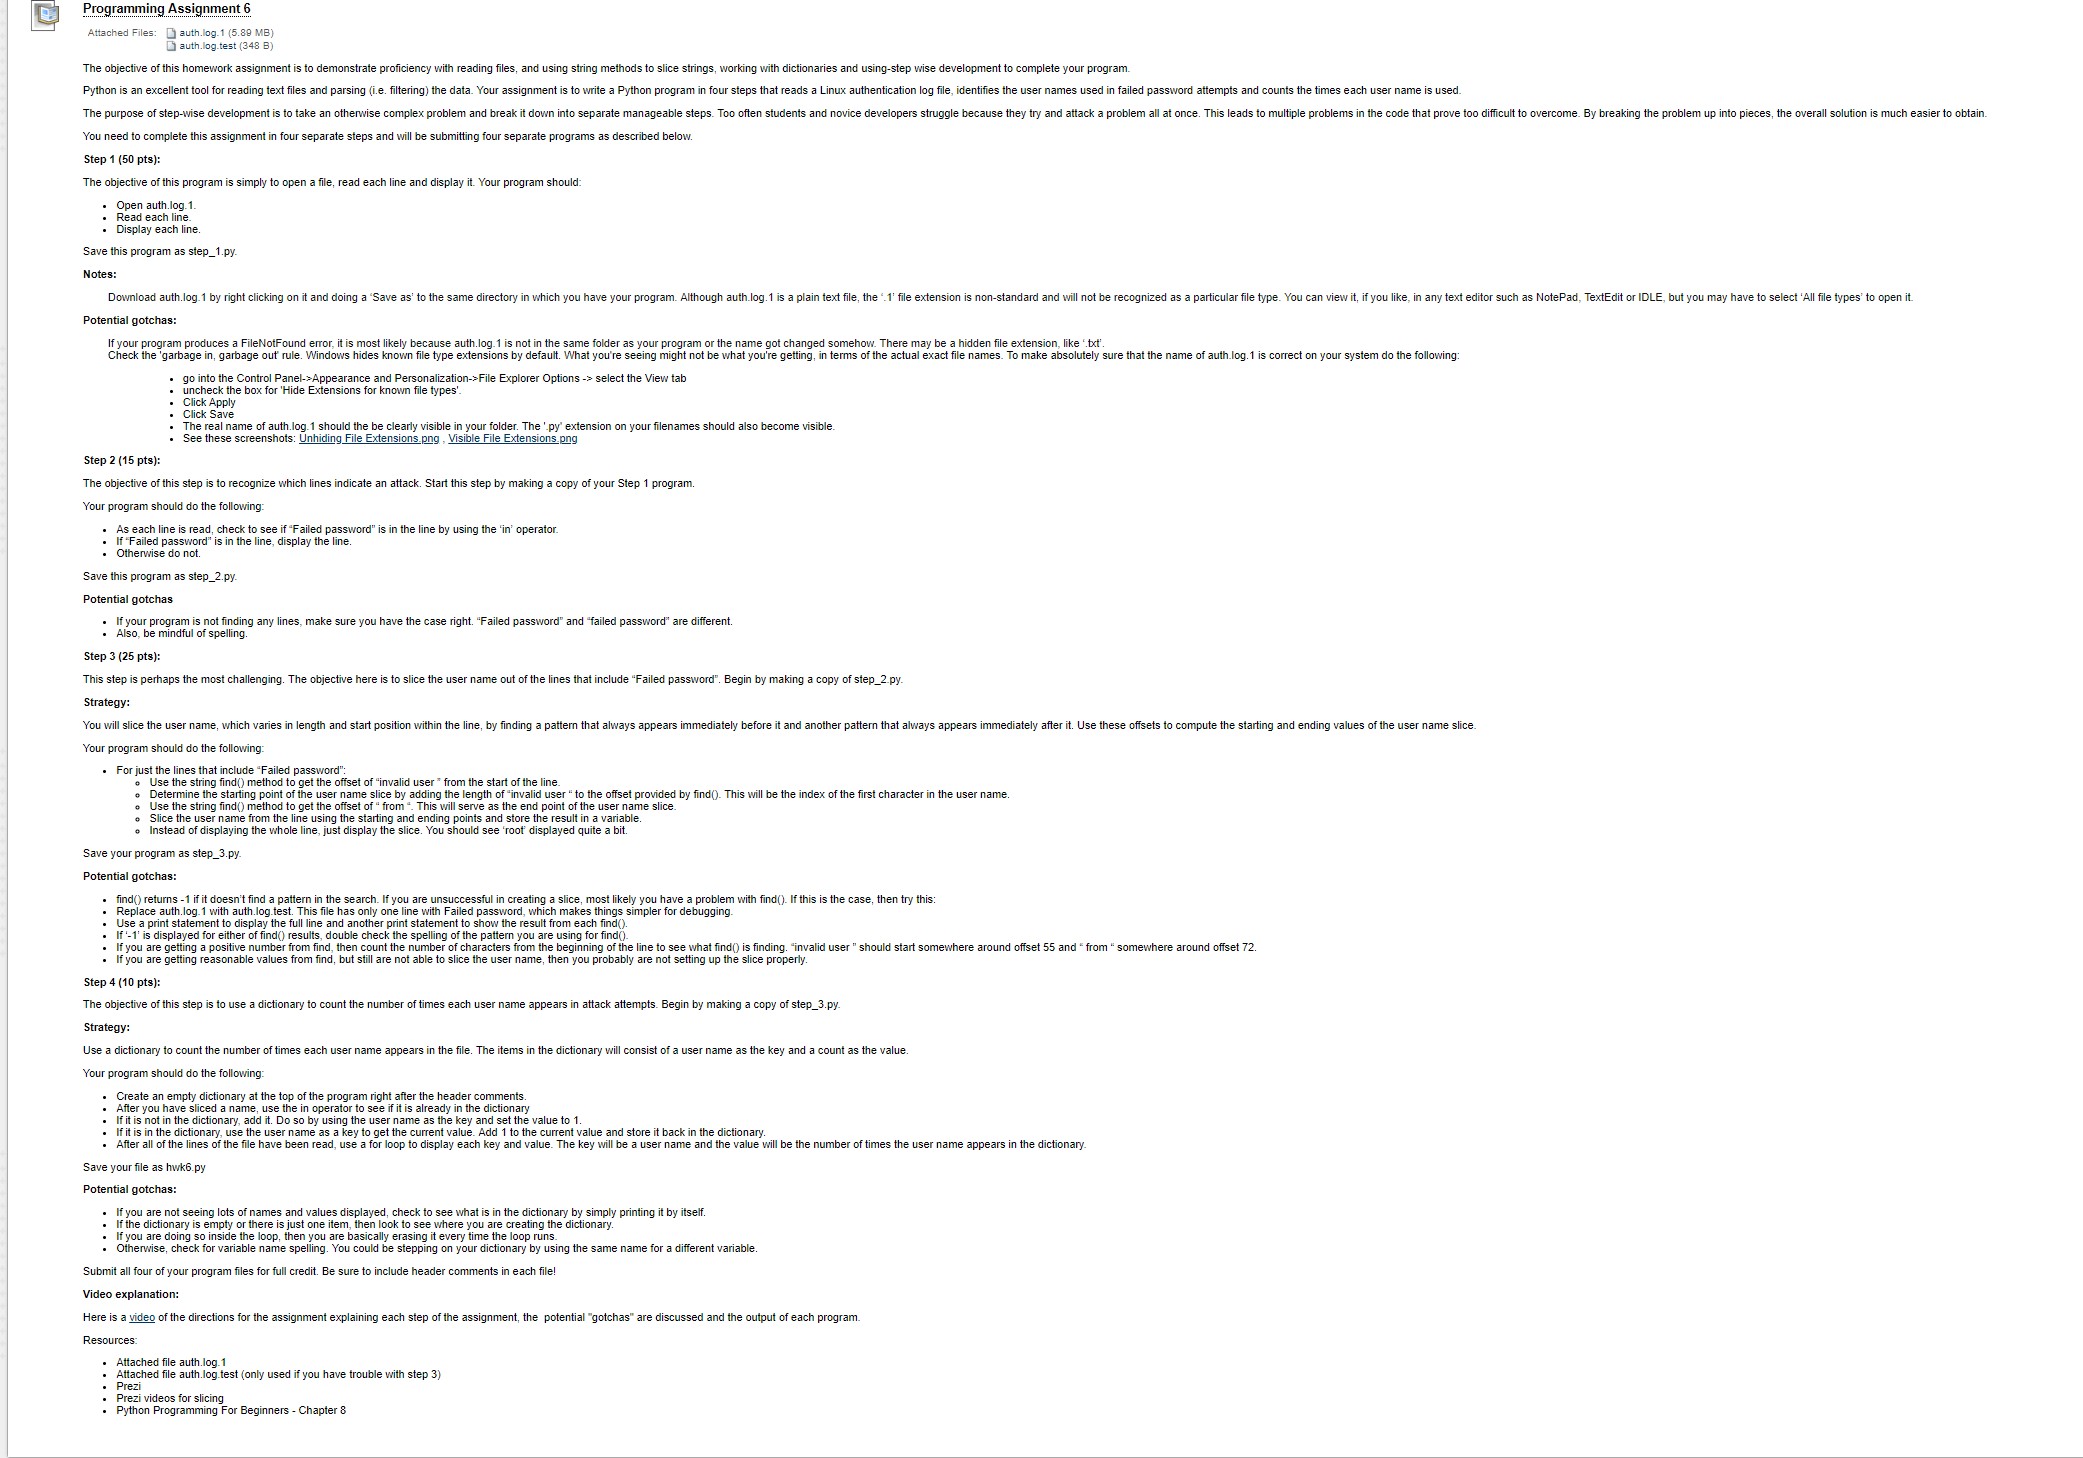 Programming Assignment 6
Attached Files: auth.log.1 (5.89 MB)
auth.log.test (348 B)
The objective of this homework assignment is to demonstrate proficiency with reading files, and using string methods to slice strings, working with dictionaries and using-step wise development to complete your program.
Python is an excellent tool for reading text files and parsing (i.e. filtering) the data. Your assignment is to write a Python program in four steps that reads a Linux authentication log file, identifies the user names used in failed password attempts and counts the times each user name is used.
The purpose of step-wise development is to take an otherwise complex problem and break it down into separate manageable steps. Too often students and novice developers struggle because they try and attack a problem all at once. This leads to multiple problems in the code that prove too difficult to overcome. By breaking the problem up into pieces, the overall solution is much easier to obtain.
You need to complete this assignment in four separate steps and will be submitting four separate programs as described below.
Step 1 (50 pts):
The objective of this program is simply to open a file, read each line and display it. Your program should:
• Open auth.log.1.
• Read each line.
• Display each line.
Save this program as step_1.py.
Notes:
Download auth.log.1 by right clicking on it and doing a 'Save as' to the same directory in which you have your program. Although auth.log.1 is a plain text file, the '.1' file extension is non-standard and will not be recognized as a particular file type. You can view it, if you like, in any text editor such as NotePad, TextEdit or IDLE, but you may have to select 'All file types' to open it.
Potential gotchas:
If your program produces a FileNotFound error, it is most likely because auth.log.1 is not in the same folder as your program or the name got changed somehow. There may be a hidden file extension, like '.txt'.
Check the 'garbage in, garbage out' rule. Windows hides known file type extensions by default. What you're seeing might not be what you're getting, in terms of the actual exact file names. To make absolutely sure that the name of auth.log.1 is correct on your system do the following:
• go into the Control Panel->Appearance and Personalization->File Explorer Options -> select the View tab
• uncheck the box for 'Hide Extensions for known file types'.
• Click Apply
• Click Save
• The real name of auth.log.1 should the be clearly visible in your folder. The '.py' extension on your filenames should also become visible.
• See these screenshots: Unhiding File Extensions.png , Visible File Extensions.png
Step 2 (15 pts):
The objective of this step is to recognize which lines indicate an attack. Start this step by making a copy of your Step 1 program.
Your program should do the following:
• As each line is read, check to see if "Failed password" is in the line by using the 'in' operator.
• If "Failed password" is in the line, display the line.
• Otherwise do not.
Save this program as step_2.py.
Potential gotchas
• If your program is not finding any lines, make sure you have the case right. "Failed password" and "failed password" are different.
• Also, be mindful of spelling.
Step 3 (25 pts):
This step is perhaps the most challenging. The objective here is to slice the user name out of the lines that include "Failed password". Begin by making a copy of step_2.py.
Strategy:
You will slice the user name, which varies in length and start position within the line, by finding a pattern that always appears immediately before it and another pattern that always appears immediately after it. Use these offsets to compute the starting and ending values of the user name slice.
Your program should do the following:
• For just the lines that include "Failed password":
∘ Use the string find() method to get the offset of "invalid user " from the start of the line.
∘ Determine the starting point of the user name slice by adding the length of "invalid user " to the offset provided by find(). This will be the index of the first character in the user name.
∘ Use the string find() method to get the offset of " from ". This will serve as the end point of the user name slice.
∘ Slice the user name from the line using the starting and ending points and store the result in a variable.
∘ Instead of displaying the whole line, just display the slice. You should see 'root' displayed quite a bit.
Save your program as step_3.py.
Potential gotchas:
• find() returns -1 if it doesn't find a pattern in the search. If you are unsuccessful in creating a slice, most likely you have a problem with find(). If this is the case, then try this:
• Replace auth.log.1 with auth.log.test. This file has only one line with Failed password, which makes things simpler for debugging.
• Use a print statement to display the full line and another print statement to show the result from each find().
• If '-1' is displayed for either of find() results, double check the spelling of the pattern you are using for find().
• If you are getting a positive number from find, then count the number of characters from the beginning of the line to see what find() is finding. "invalid user " should start somewhere around offset 55 and " from " somewhere around offset 72.
• If you are getting reasonable values from find, but still are not able to slice the user name, then you probably are not setting up the slice properly.
Step 4 (10 pts):
The objective of this step is to use a dictionary to count the number of times each user name appears in attack attempts. Begin by making a copy of step_3.py.
Strategy:
Use a dictionary to count the number of times each user name appears in the file. The items in the dictionary will consist of a user name as the key and a count as the value.
Your program should do the following:
• Create an empty dictionary at the top of the program right after the header comments.
• After you have sliced a name, use the in operator to see if it is already in the dictionary
• If it is not in the dictionary, add it. Do so by using the user name as the key and set the value to 1.
• If it is in the dictionary, use the user name as a key to get the current value. Add 1 to the current value and store it back in the dictionary.
• After all of the lines of the file have been read, use a for loop to display each key and value. The key will be a user name and the value will be the number of times the user name appears in the dictionary.
Save your file as hwk6.py
Potential gotchas:
• If you are not seeing lots of names and values displayed, check to see what is in the dictionary by simply printing it by itself.
• If the dictionary is empty or there is just one item, then look to see where you are creating the dictionary.
• If you are doing so inside the loop, then you are basically erasing it every time the loop runs.
• Otherwise, check for variable name spelling. You could be stepping on your dictionary by using the same name for a different variable.
Submit all four of your program files for full credit. Be sure to include header comments in each file!
Video explanation:
Here is a video of the directions for the assignment explaining each step of the assignment, the potential "gotchas" are discussed and the output of each program.
Resources:
• Attached file auth.log.1
• Attached file auth.log.test (only used if you have trouble with step 3)
• Prezi
• Prezi videos for slicing
• Python Programming For Beginners - Chapter 8